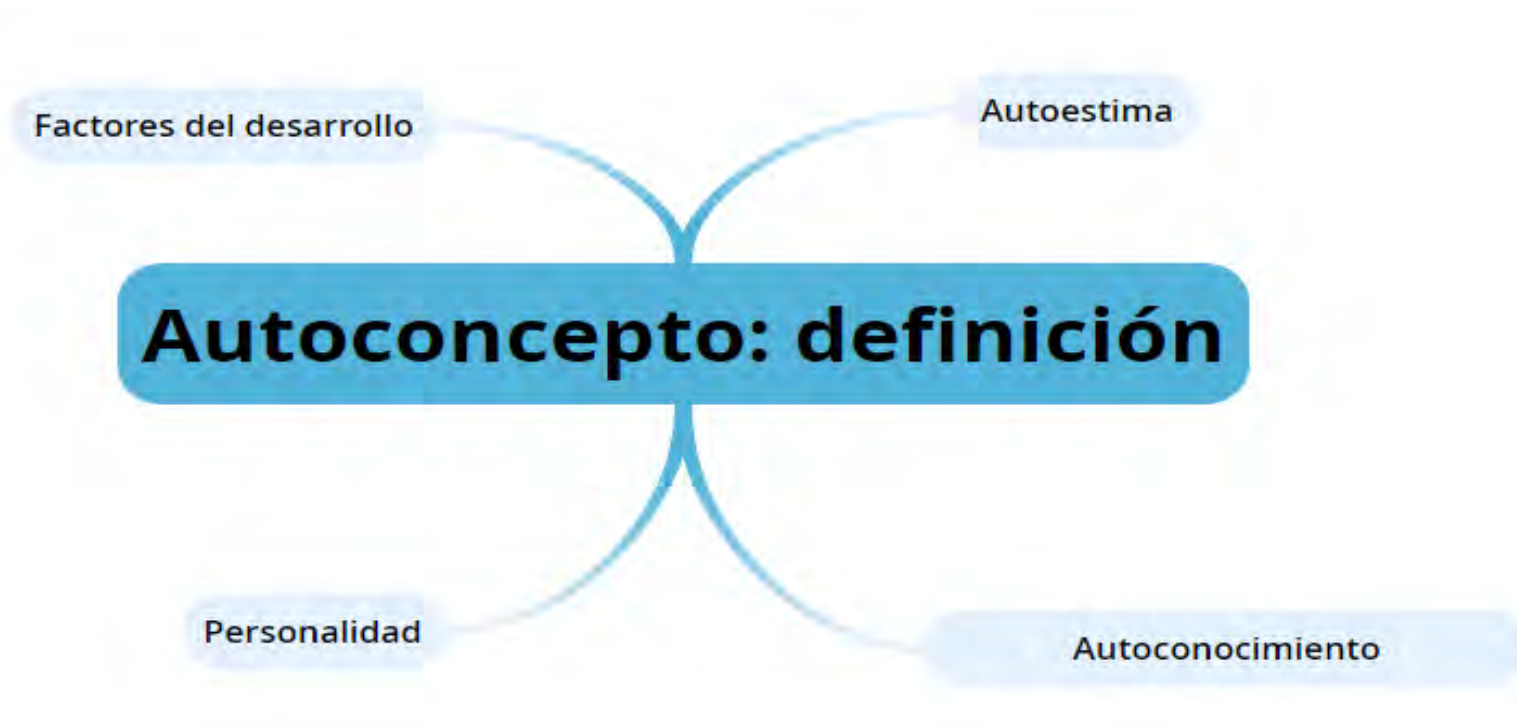 Factores del desarrollo
Autoestima
Autoconcepto: definición
Personalidad
Autoconocimiento